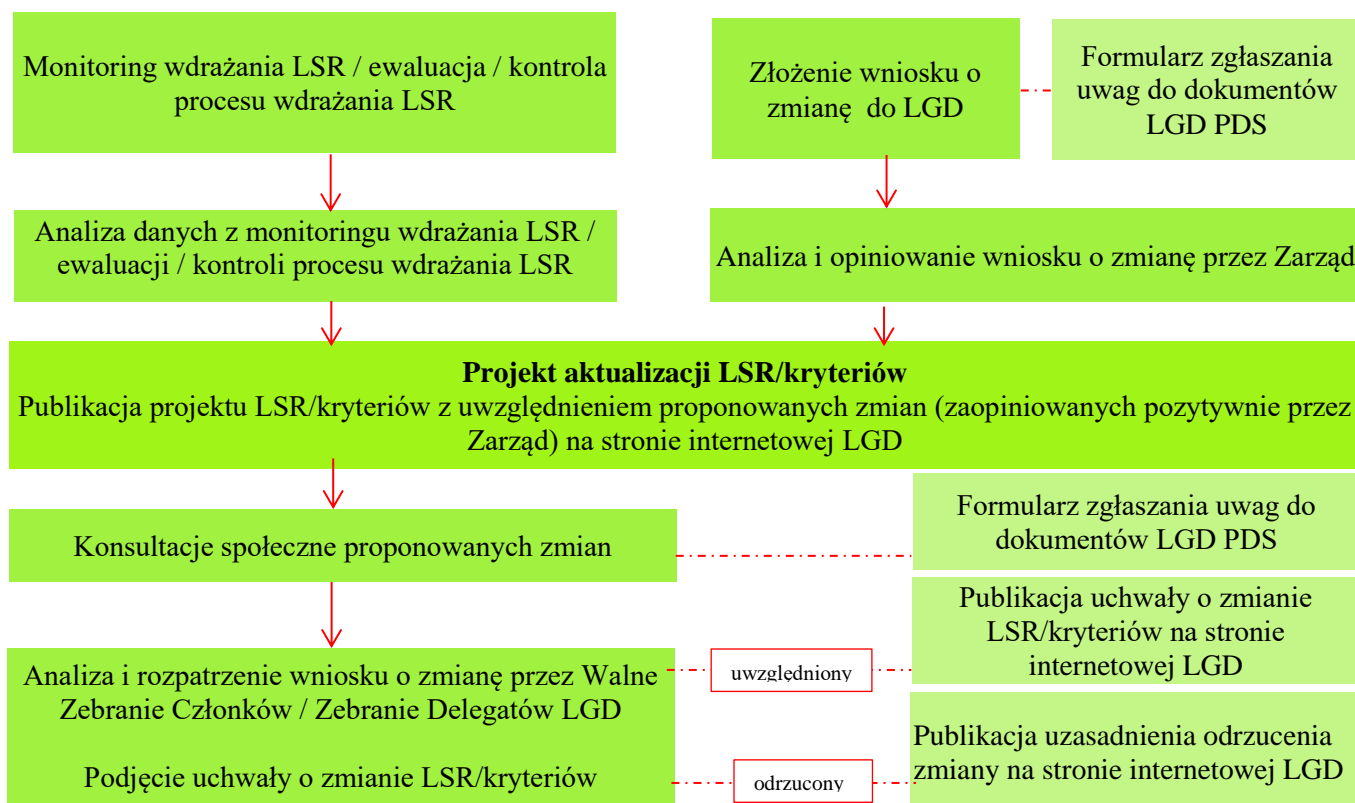 Monitoring wdrażania LSR / ewaluacja / kontrola
procesu wdrażania LSR
Złożenie wniosku o
zmianę do LGD
Formularz zgłaszania
uwag do dokumentów
LGD PDS
Analiza danych z monitoringu wdrażania LSR /
ewaluacji / kontroli procesu wdrażania LSR
Analiza i opiniowanie wniosku o zmianę przez Zarząd
Projekt aktualizacji LSR/kryteriów
Publikacja projektu LSR/kryteriów z uwzględnieniem proponowanych zmian (zaopiniowanych pozytywnie przez
Zarząd) na stronie internetowej LGD
Konsultacje społeczne proponowanych zmian
Formularz zgłaszania uwag do
dokumentów LGD PDS
Analiza i rozpatrzenie wniosku o zmianę przez Walne
Zebranie Członków / Zebranie Delegatów LGD
Podjęcie uchwały o zmianie LSR/kryteriów
uwzględniony
Publikacja uchwały o zmianie
LSR/kryteriów na stronie
internetowej LGD
odrzucony
Publikacja uzasadnienia odrzucenia
zmiany na stronie internetowej LGD